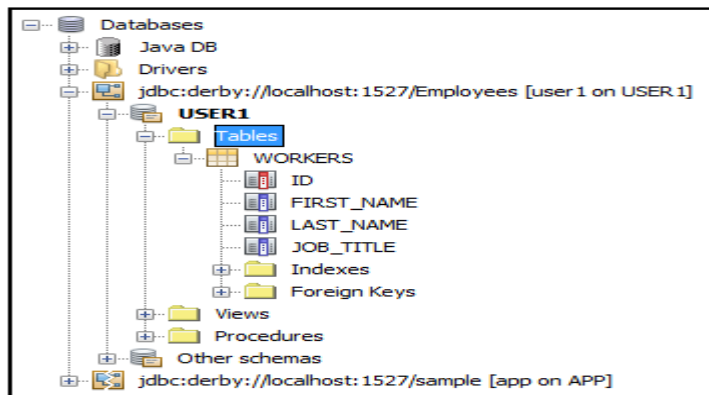 Databases
Java DB
Drivers
jdbc:derby://localhost:1527/Employees [user1 on USER1]
USER1
Tables
WORKERS
ID
FIRST_NAME
LAST_NAME
JOB_TITLE
Indexes
Foreign Keys
Views
Procedures
Other schemas
jdbc:derby://localhost:1527/sample [app on APP]